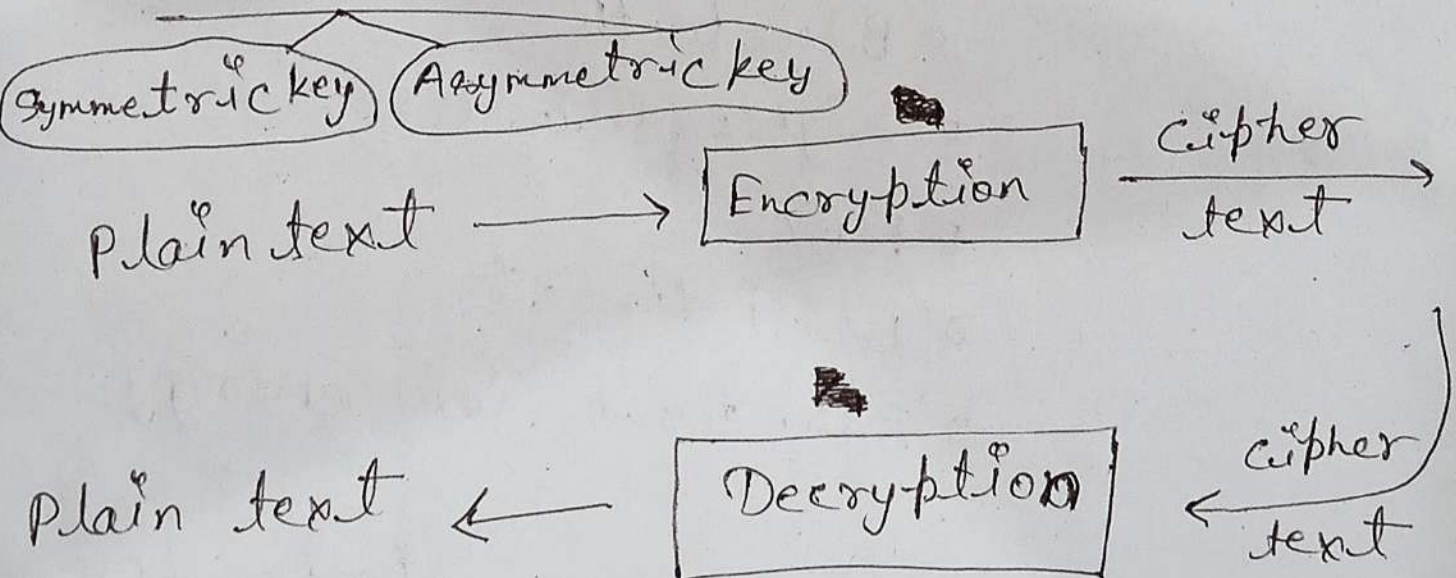 Symmetric key Asymmetric key
Plain text Encryption cipher
text
Plain text Decryption cipher
text